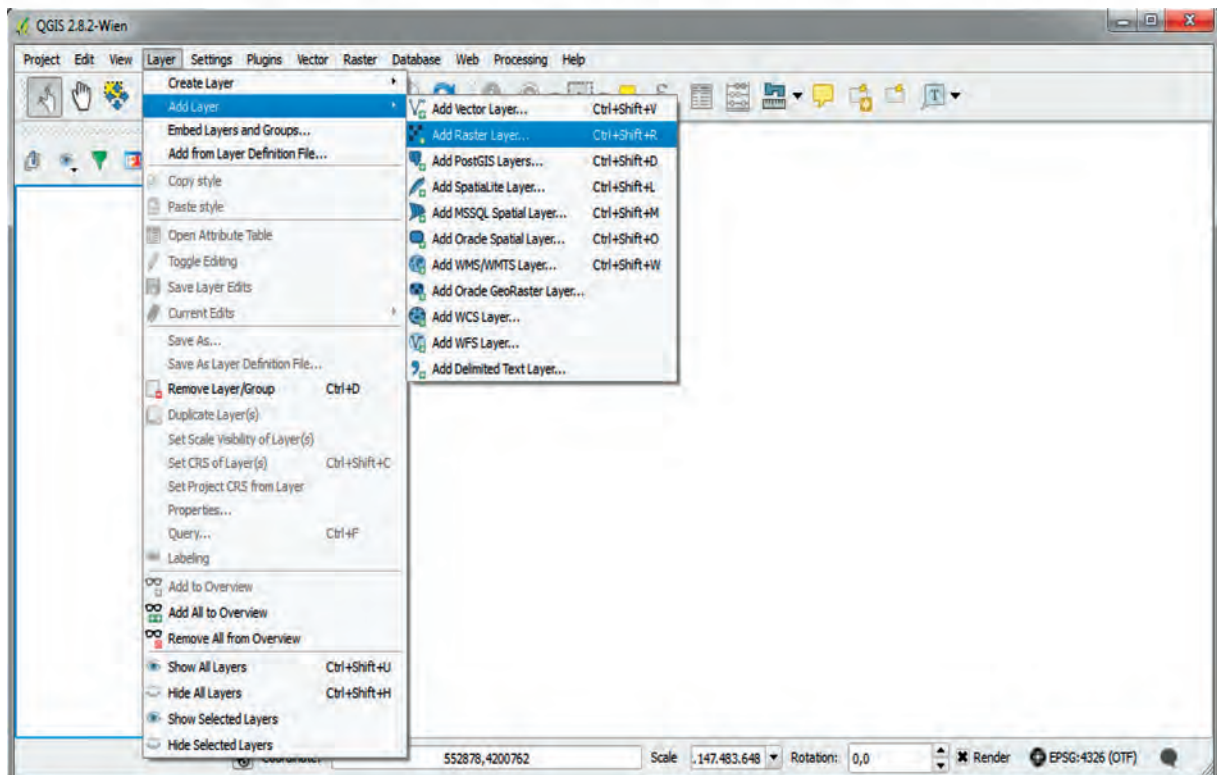 QGIS 2.8.2-Wien
Project Edit View Layer Settings Plugins Vector Raster Database Web Processing Help
Create Layer
Add Layer
Embed Layers and Groups...
Add from Layer Definition File...
Copy style
Paste style
Open Attribute Table
Toggle Editing
Save Layer Edits
Current Edits
Save As...
Save As Layer Definition File...
Remove Layer/Group Ctrl+D
Duplicate Layer(s)
Set Scale Visibility of Layer(s)
Set CRS of Layer(s) Ctrl+Shift+C
Set Project CRS from Layer
Properties...
Query... Ctrl+F
Labeling
Add to Overview
Add All to Overview
Remove All from Overview
Show All Layers Ctrl+Shift+U
Hide All Layers Ctrl+Shift+H
Show Selected Layers
Hide Selected Layers
Add Vector Layer... Ctrl+Shift+V
Add Raster Layer... Ctrl+Shift+R
Add PostGIS Layers... Ctrl+Shift+D
Add SpatiaLite Layer... Ctrl+Shift+L
Add MSSQL Spatial Layer... Ctrl+Shift+M
Add Oracle Spatial Layer... Ctrl+Shift+O
Add WMS/WMTS Layer... Ctrl+Shift+W
Add Oracle GeoRaster Layer...
Add WCS Layer...
Add WFS Layer...
Add Delimited Text Layer...
552878,4200762 Scale .147.483.648 Rotation: 0,0 Render EPSG:4326 (OTF)